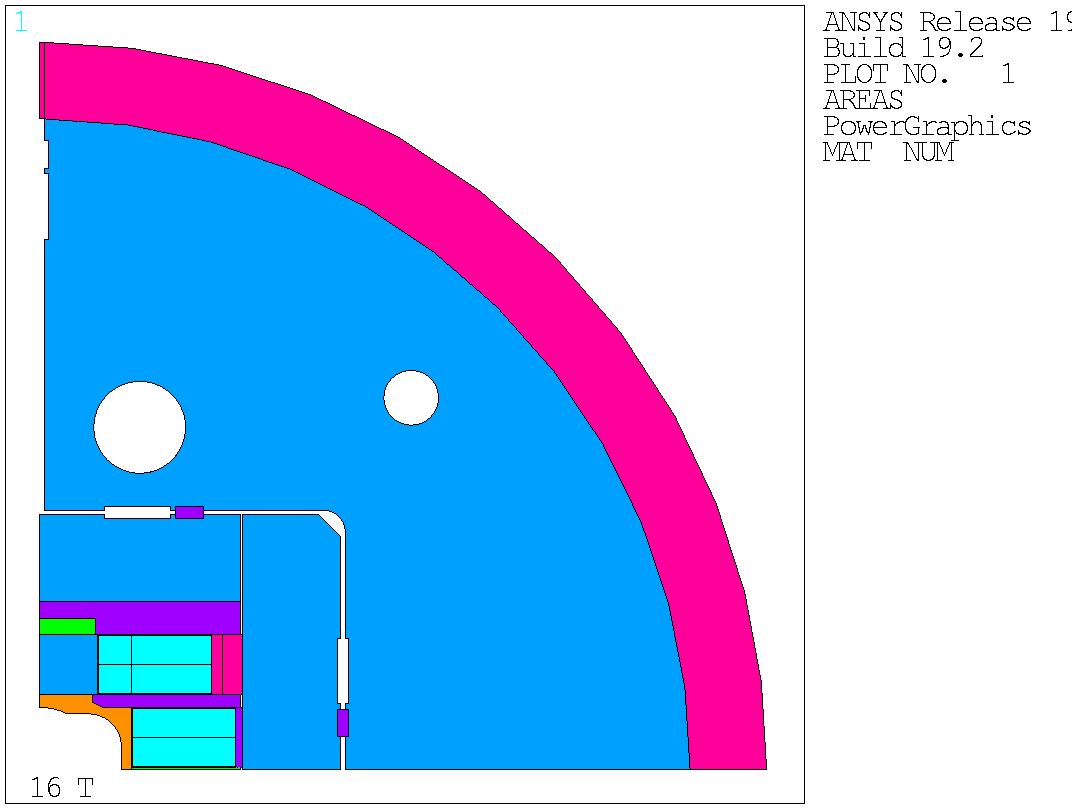 1
ANSYS Release 19
Build 19.2
PLOT NO. 1
AREAS
PowerGraphics
MAT NUM
16 T